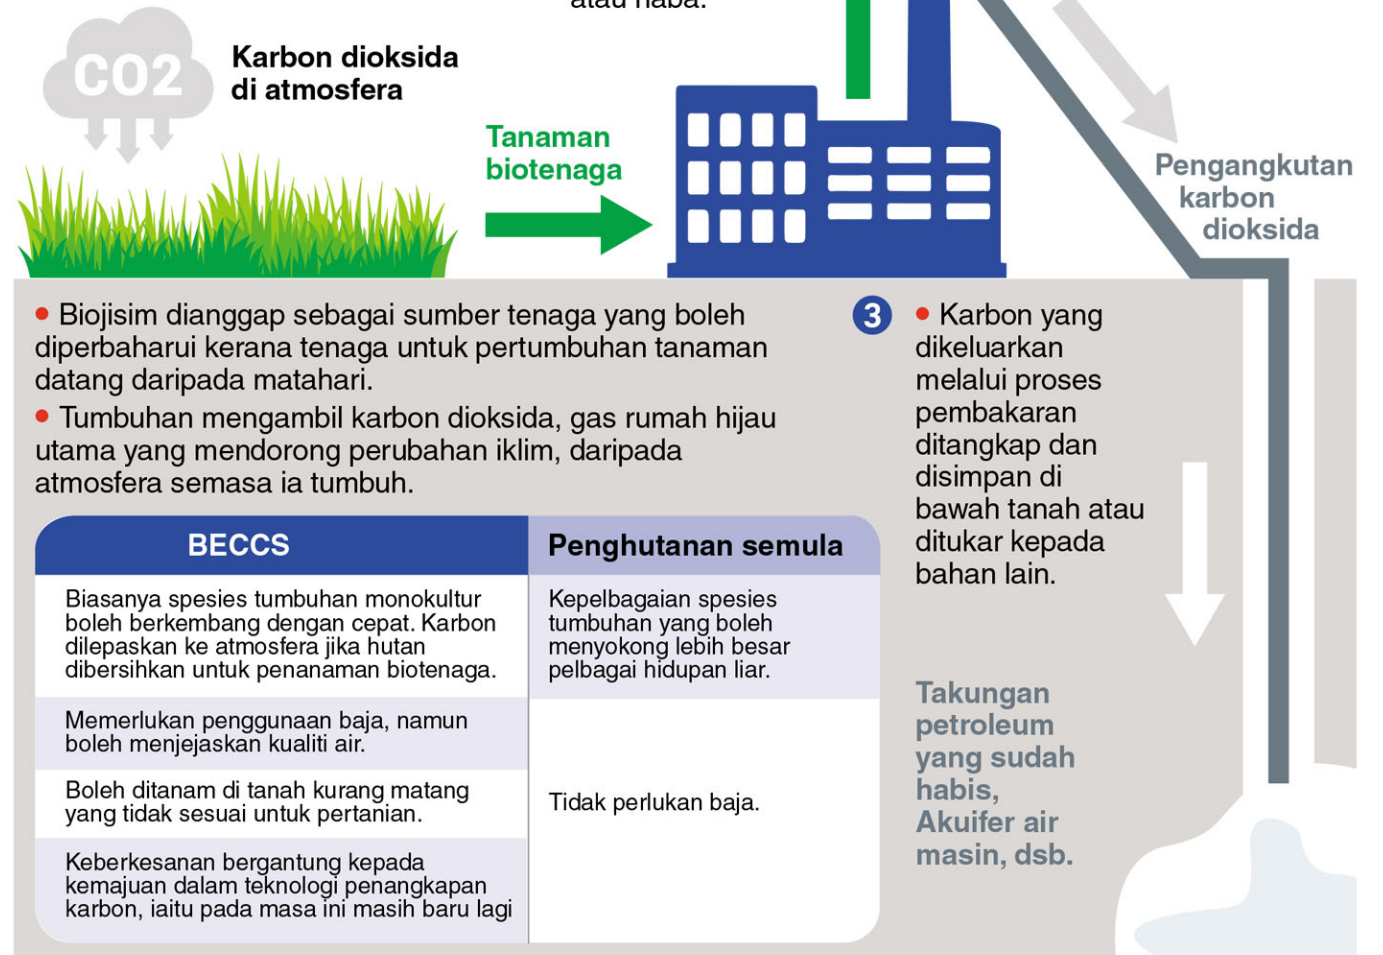 atau haba.
CO2
Karbon dioksida
di atmosfera
Tanaman
biotenaga
Pengangkutan
karbon
dioksida
• Biojisim dianggap sebagai sumber tenaga yang boleh
diperbaharui kerana tenaga untuk pertumbuhan tanaman
datang daripada matahari.
• Tumbuhan mengambil karbon dioksida, gas rumah hijau
utama yang mendorong perubahan iklim, daripada
atmosfera semasa ia tumbuh.
3
• Karbon yang
dikeluarkan
melalui proses
pembakaran
ditangkap dan
disimpan di
bawah tanah atau
ditukar kepada
bahan lain.
BECCS
Penghutanan semula
Biasanya spesies tumbuhan monokultur
boleh berkembang dengan cepat. Karbon
dilepaskan ke atmosfera jika hutan
dibersihkan untuk penanaman biotenaga.
Kepelbagaian spesies
tumbuhan yang boleh
menyokong lebih besar
pelbagai hidupan liar.
Memerlukan penggunaan baja, namun
boleh menjejaskan kualiti air.
Boleh ditanam di tanah kurang matang
yang tidak sesuai untuk pertanian.
Tidak perlukan baja.
Keberkesanan bergantung kepada
kemajuan dalam teknologi penangkapan
karbon, iaitu pada masa ini masih baru lagi
Takungan
petroleum
yang sudah
habis,
Akuifer air
masin, dsb.